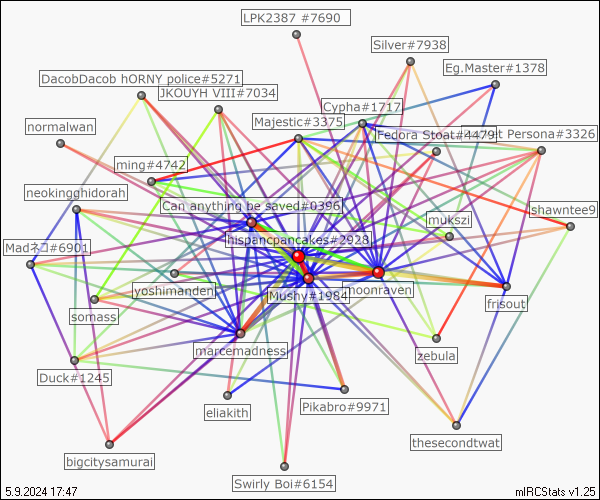 LPK2387 #7690
Silver#7938
Eg.Master#1378
DacobDacob hORNY police#5271
JKOUYH VIII#7034
Cypha#1717
Majestic#3375
normalwan
Fedora Stoat#4479
Persona#3326
ming#4742
neokingghidorah
Can anything be saved#0396
shawntee9
mukszi
Madネコ#6901
hispancpancakes#2928
yoshimanden
Mushy#1984
noonraven
frisout
somass
marcemadness
zebula
Duck#1245
eliakith
Pikabro#9971
thesecondtwat
bigcitysamurai
Swirly Boi#6154
5.9.2024 17:47
mIRCStats v1.25